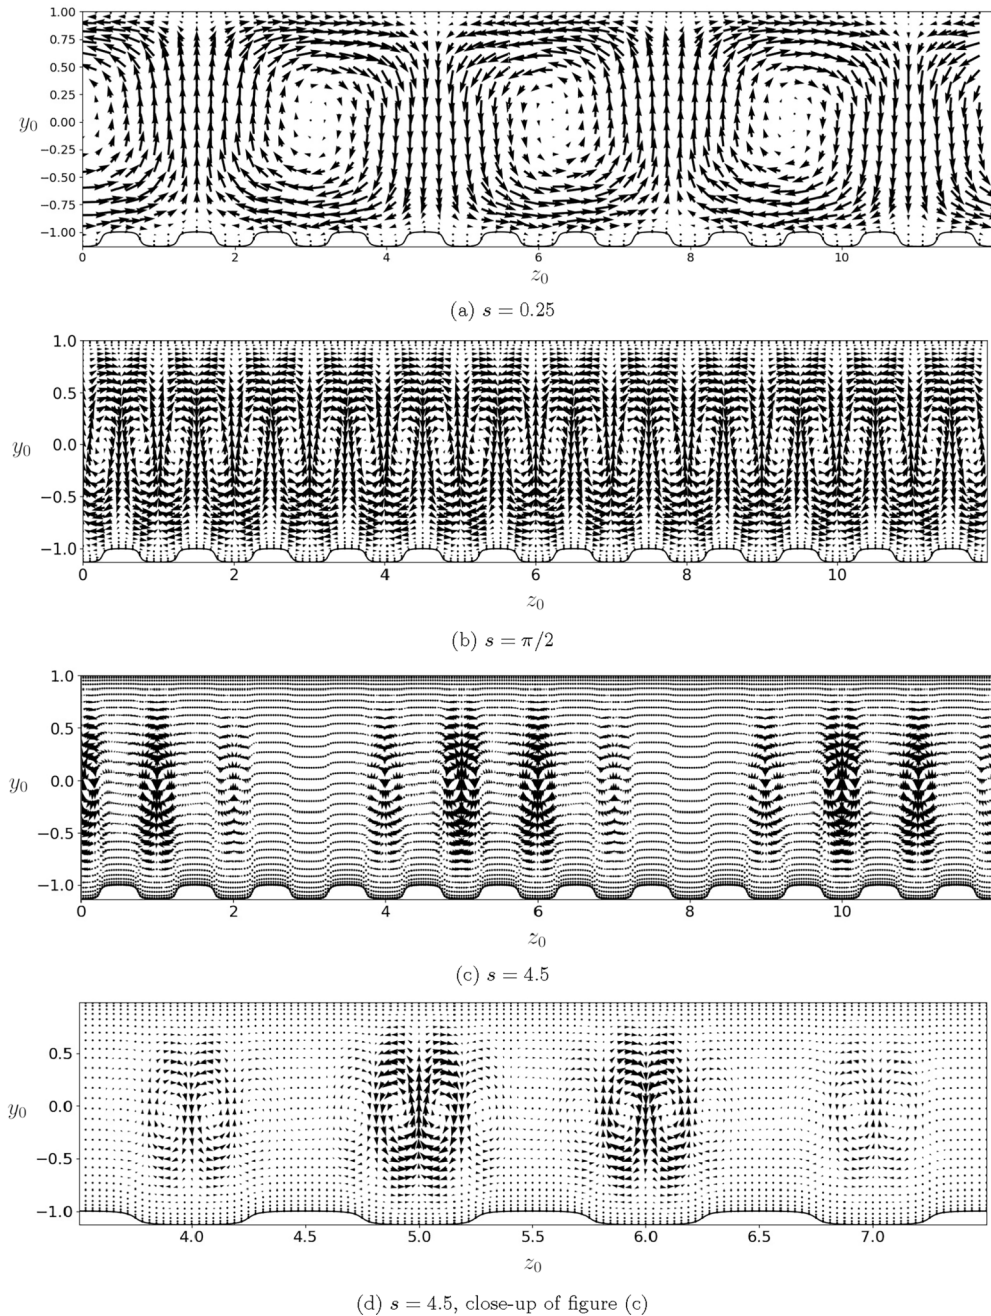 1.00
0.75
0.50
0.25
y₀ 0.00
−0.25
−0.50
−0.75
−1.00
0 2 4 6 8 10
z₀
(a) s = 0.25
1.0
0.5
y₀ 0.0
−0.5
−1.0
0 2 4 6 8 10
z₀
(b) s = π/2
1.0
0.5
y₀ 0.0
−0.5
−1.0
0 2 4 6 8 10
z₀
(c) s = 4.5
0.5
y₀ 0.0
−0.5
−1.0
4.0 4.5 5.0 5.5 6.0 6.5 7.0
z₀
(d) s = 4.5, close-up of figure (c)